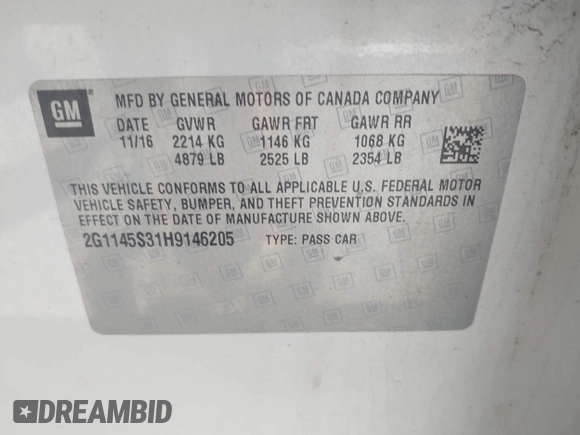 GM
MFD BY GENERAL MOTORS OF CANADA COMPANY
DATE GVWR GAWR FRT GAWR RR
11/16 2214 KG 1146 KG 1068 KG
4879 LB 2525 LB 2354 LB
THIS VEHICLE CONFORMS TO ALL APPLICABLE U.S. FEDERAL MOTOR
VEHICLE SAFETY, BUMPER, AND THEFT PREVENTION STANDARDS IN
EFFECT ON THE DATE OF MANUFACTURE SHOWN ABOVE.
2G1145S31H9146205 TYPE: PASS CAR
DREAMBID